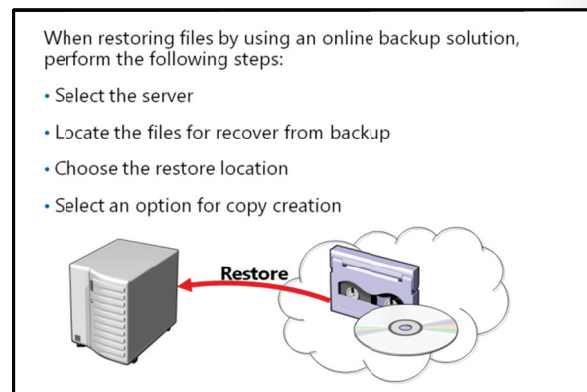 When restoring files by using an online backup solution,
perform the following steps:
• Select the server
• Locate the files for recover from backup
• Choose the restore location
• Select an option for copy creation
Restore